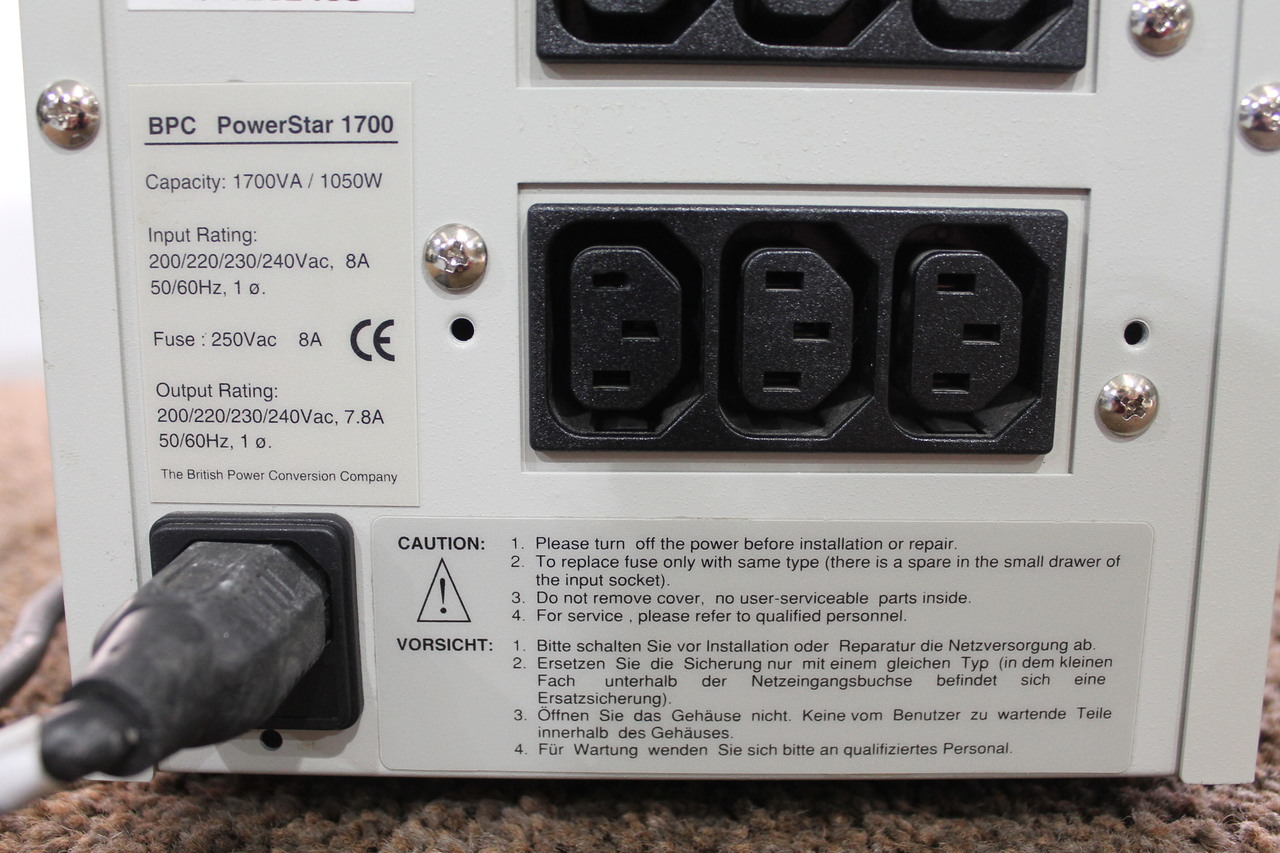 BPC PowerStar 1700
Capacity: 1700VA / 1050W
Input Rating:
200/220/230/240Vac, 8A
50/60Hz, 1 ø.
Fuse : 250Vac 8A CE
Output Rating:
200/220/230/240Vac, 7.8A
50/60Hz, 1 ø.
The British Power Conversion Company
CAUTION: 1. Please turn off the power before installation or repair.
2. To replace fuse only with same type (there is a spare in the small drawer of
the input socket).
3. Do not remove cover, no user-serviceable parts inside.
4. For service , please refer to qualified personnel.
VORSICHT: 1. Bitte schalten Sie vor Installation oder Reparatur die Netzversorgung ab.
2. Ersetzen Sie die Sicherung nur mit einem gleichen Typ (in dem kleinen
Fach unterhalb der Netzeingangsbuchse befindet sich eine
Ersatzsicherung).
3. Öffnen Sie das Gehäuse nicht. Keine vom Benutzer zu wartende Teile
innerhalb des Gehäuses.
4. Für Wartung wenden Sie sich bitte an qualifiziertes Personal.